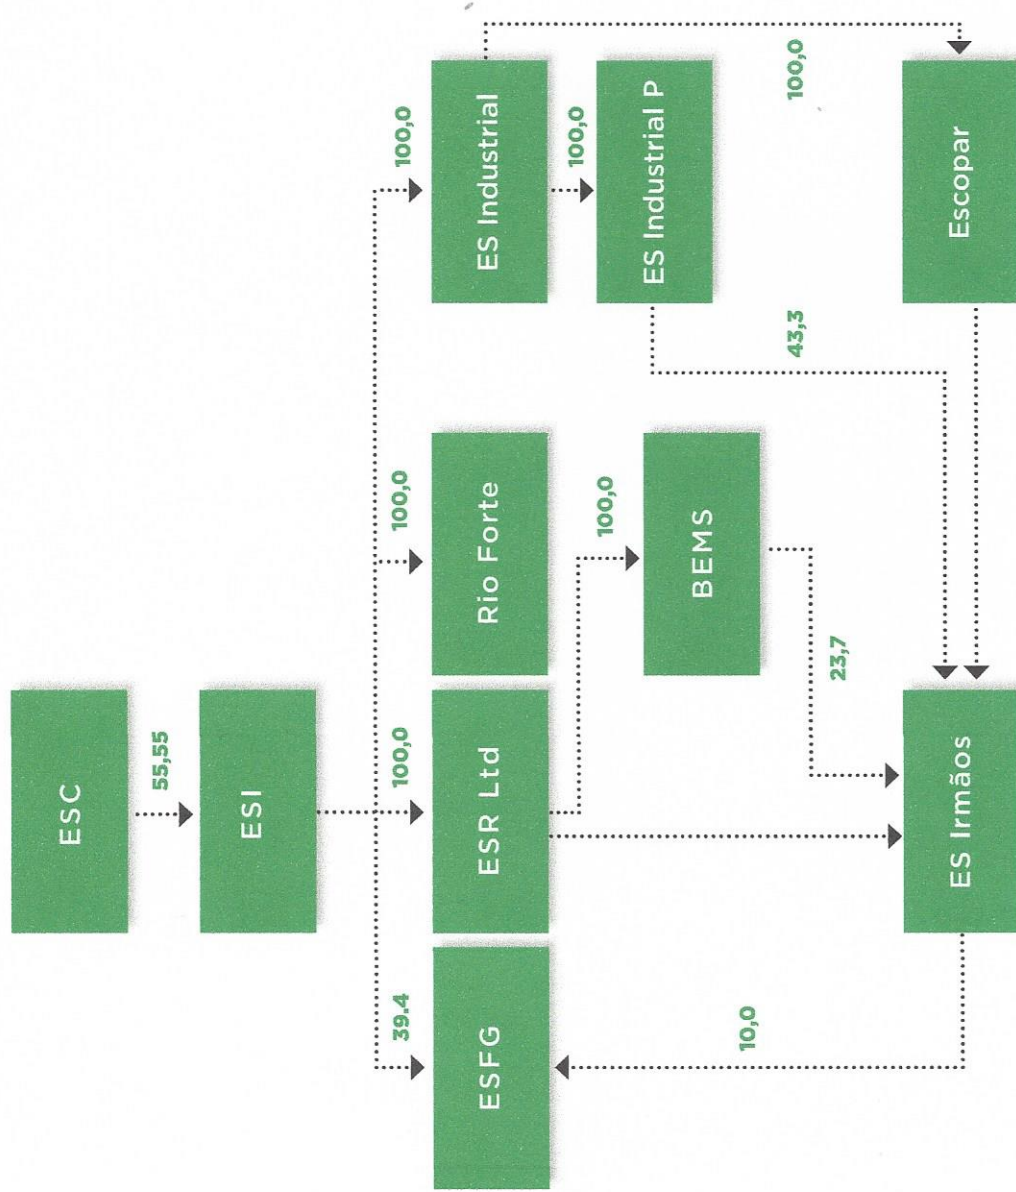 ESC
55,55
ESI
39.4
100,0
100,0
100,0
ESFG
ESR Ltd
Rio Forte
ES Industrial
100,0
100,0
ES Industrial P
BEMS
10,0
23,7
43,3
100,0
ES Irmãos
Escopar